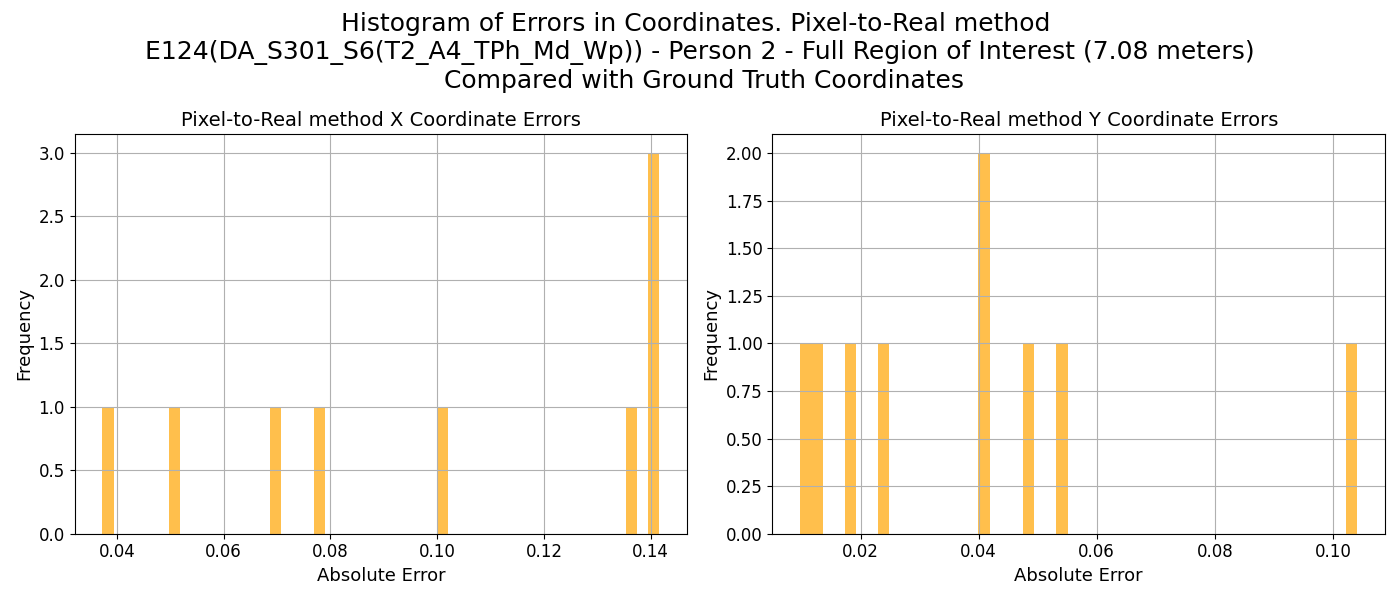 Histogram of Errors in Coordinates. Pixel-to-Real method
E124(DA_S301_S6(T2_A4_TPh_Md_Wp)) - Person 2 - Full Region of Interest (7.08 meters)
Compared with Ground Truth Coordinates
Pixel-to-Real method X Coordinate Errors
3.0
2.5
2.0
1.5
1.0
0.5
0.0
Frequency
0.04 0.06 0.08 0.10 0.12 0.14
Absolute Error
Pixel-to-Real method Y Coordinate Errors
2.00
1.75
1.50
1.25
1.00
0.75
0.50
0.25
0.00
Frequency
0.02 0.04 0.06 0.08 0.10
Absolute Error